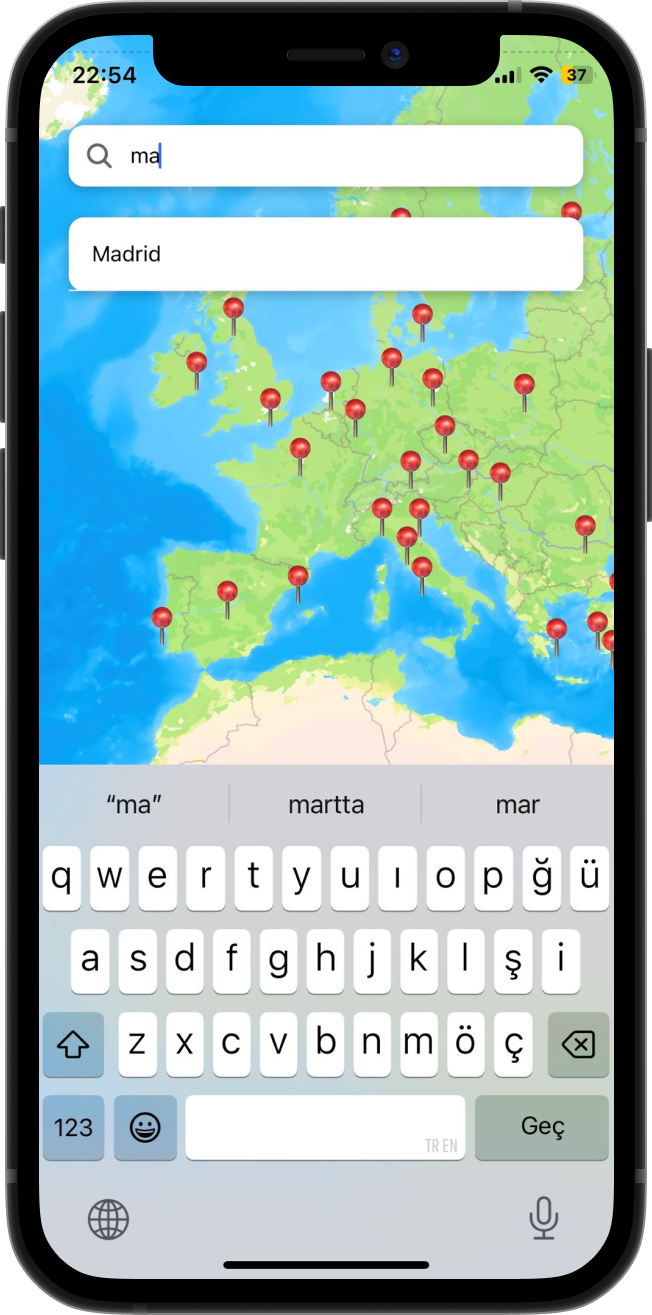 22:54 37
ma
Madrid
“ma” martta mar
q w e r t y u ı o p ğ ü
a s d f g h j k l ş i
z x c v b n m ö ç
123 TR EN Geç